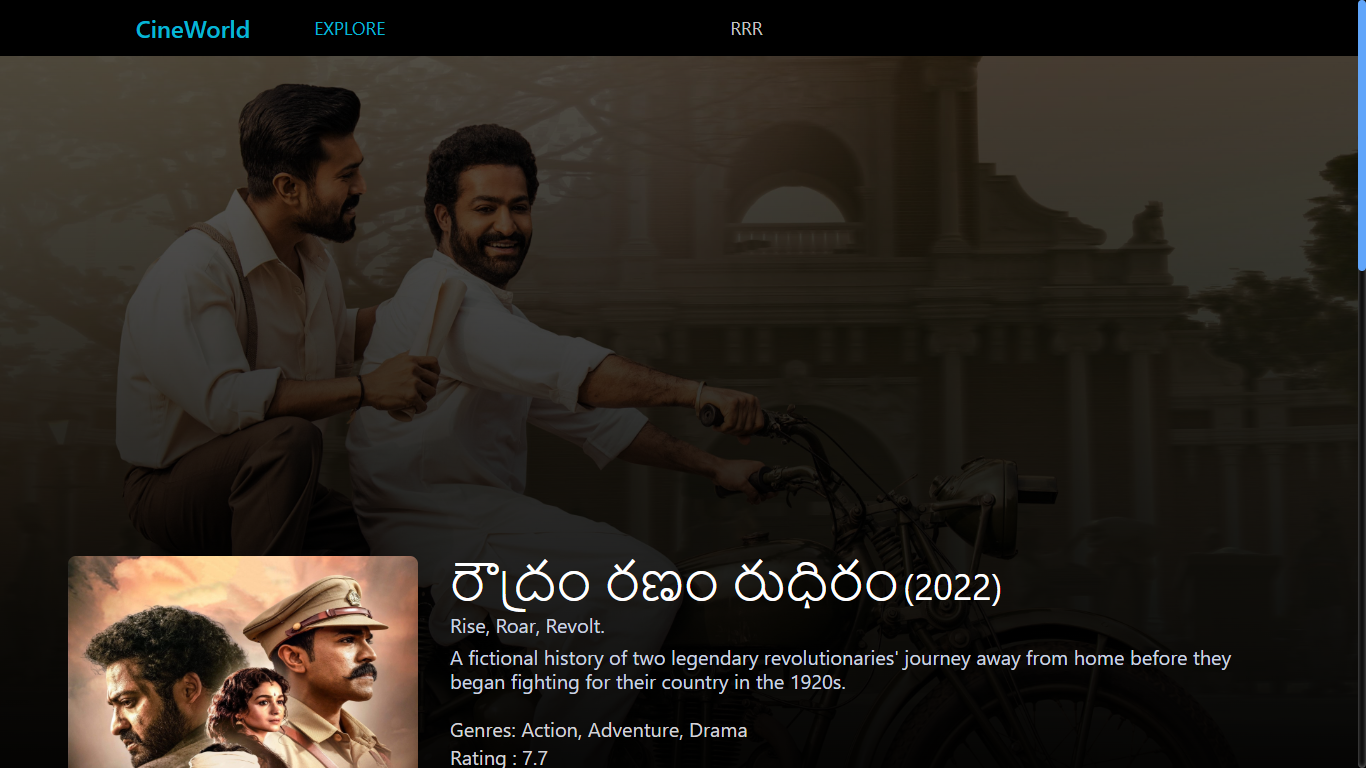 CineWorld
EXPLORE
RRR
రౌద్రం రణం రుధిరం (2022)
Rise, Roar, Revolt.
A fictional history of two legendary revolutionaries' journey away from home before they
began fighting for their country in the 1920s.
Genres: Action, Adventure, Drama
Rating : 7.7